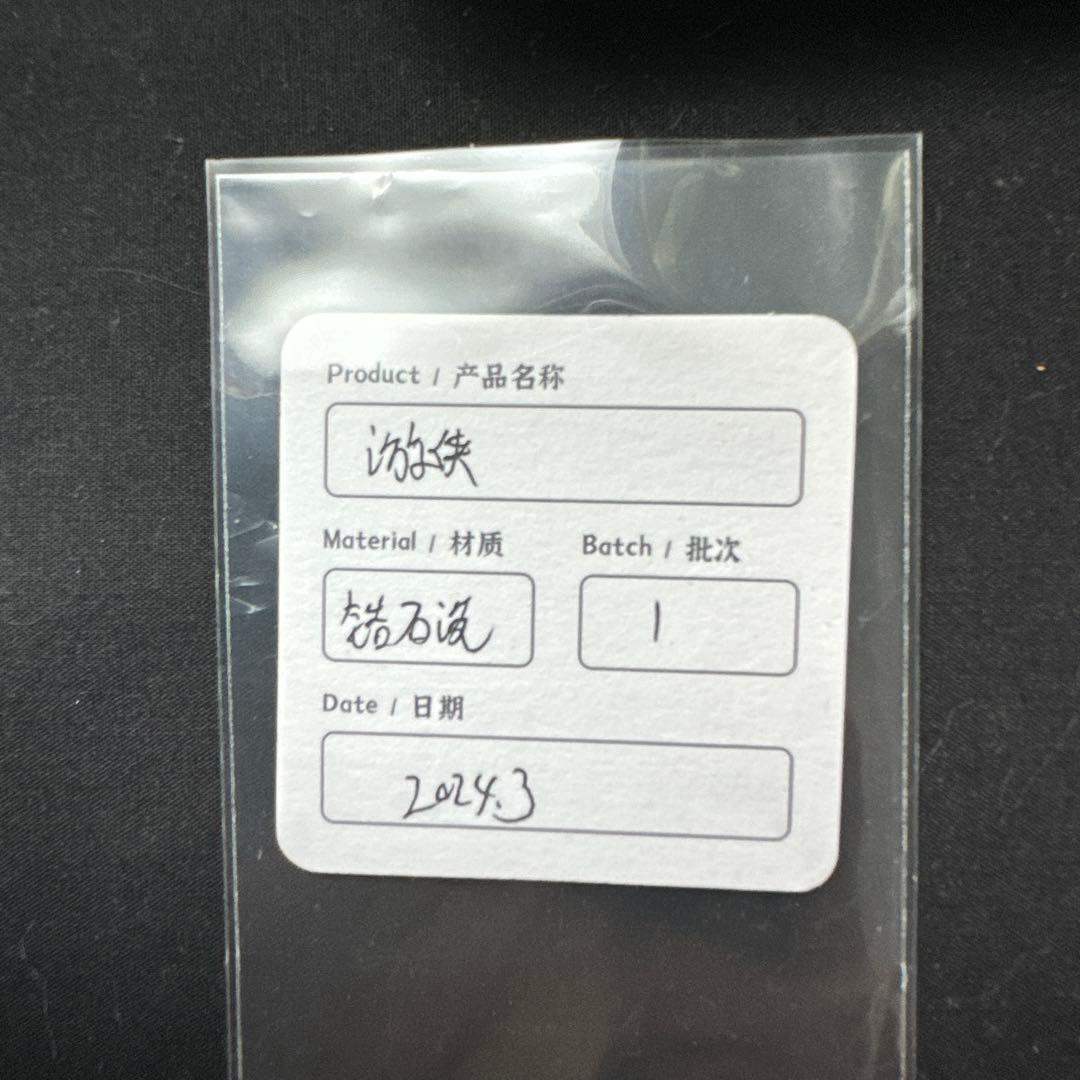 Product / 产品名称
游侠
Material / 材质
锆石浸
Batch / 批次
1
Date / 日期
2024.3